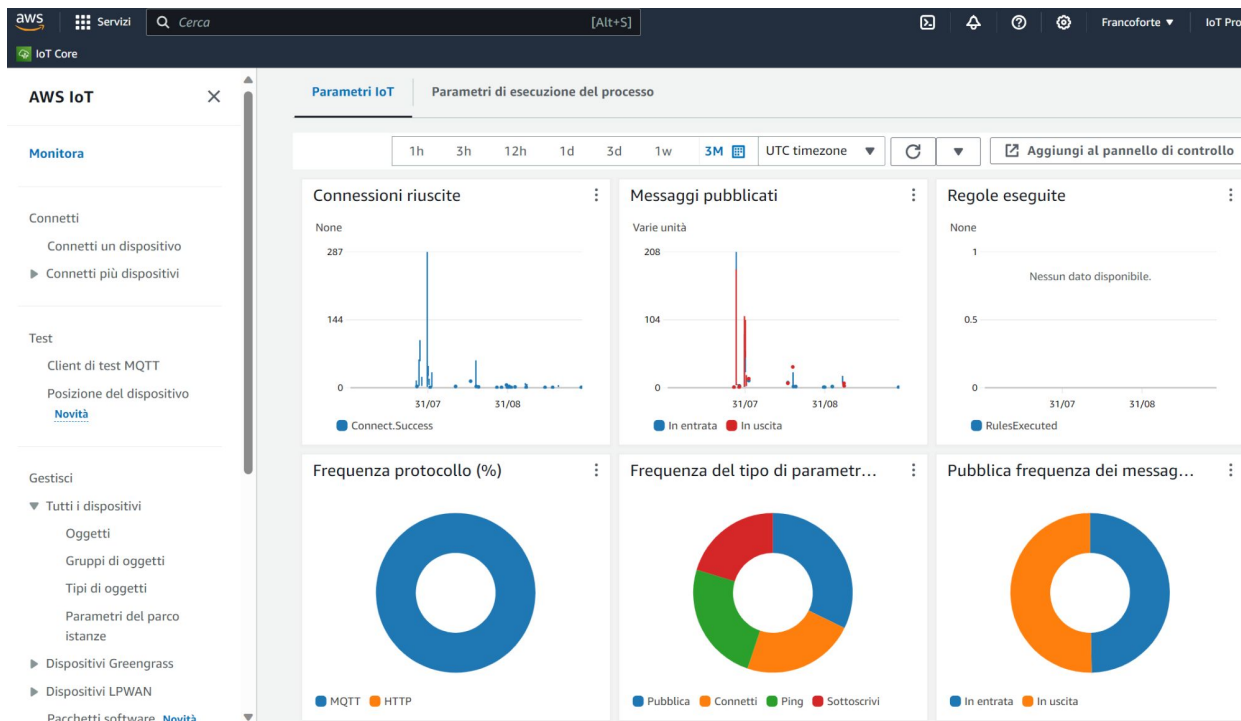 aws
Servizi
Cerca
[Alt+S]
Francoforte
IoT Pro
IoT Core
AWS IoT
Monitora
Connetti
Connetti un dispositivo
Connetti più dispositivi
Test
Client di test MQTT
Posizione del dispositivo
Novità
Gestisci
Tutti i dispositivi
Oggetti
Gruppi di oggetti
Tipi di oggetti
Parametri del parco
istanze
Dispositivi Greengrass
Dispositivi LPWAN
Pacchetti software Novità
Parametri IoT
Parametri di esecuzione del processo
1h 3h 12h 1d 3d 1w 3M UTC timezone
Aggiungi al pannello di controllo
Connessioni riuscite
None
287
144
0
31/07 31/08
Connect.Success
Messaggi pubblicati
Varie unità
208
104
0
31/07 31/08
In entrata In uscita
Regole eseguite
None
1
Nessun dato disponibile.
0.5
0
31/07 31/08
RulesExecuted
Frequenza protocollo (%)
MQTT HTTP
Frequenza del tipo di parametr...
Pubblica Connetti Ping Sottoscrivi
Pubblica frequenza dei messag...
In entrata In uscita